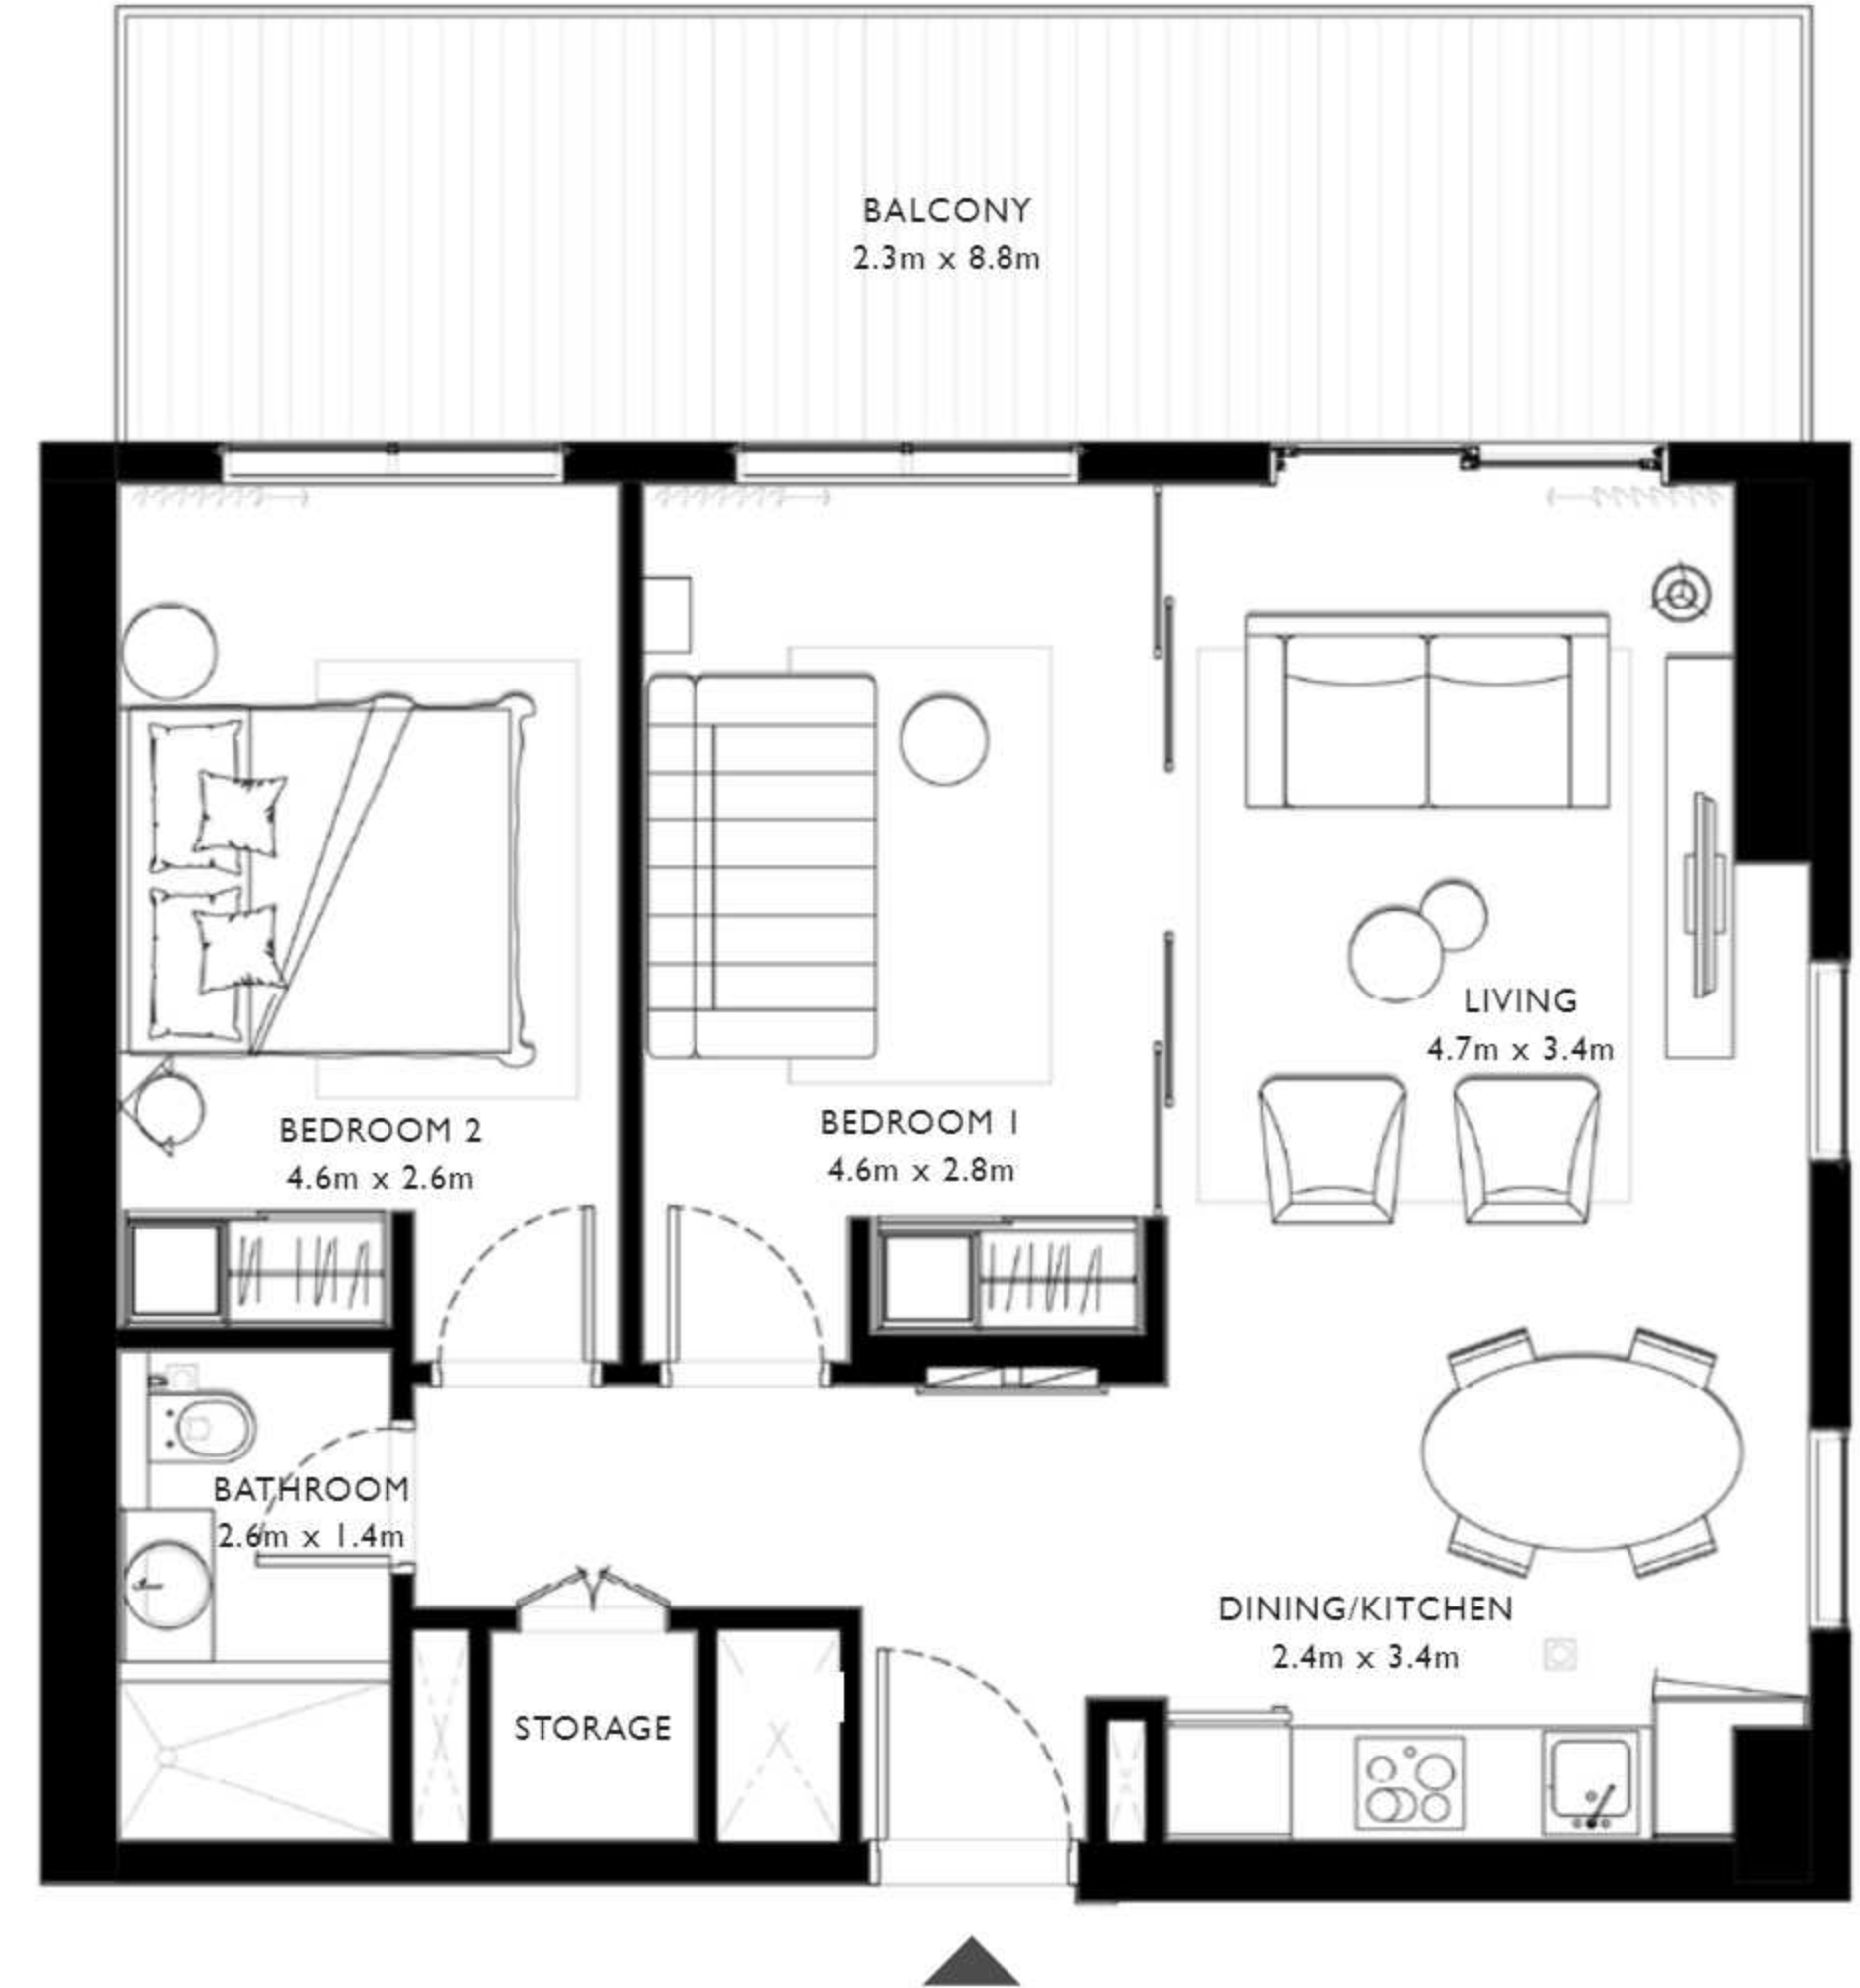 BALCONY
2.3m x 8.8m
LIVING
4.7m x 3.4m
BEDROOM 2
4.6m x 2.6m
BEDROOM 1
4.6m x 2.8m
BATHROOM
2.6m x 1.4m
DINING/KITCHEN
2.4m x 3.4m
STORAGE